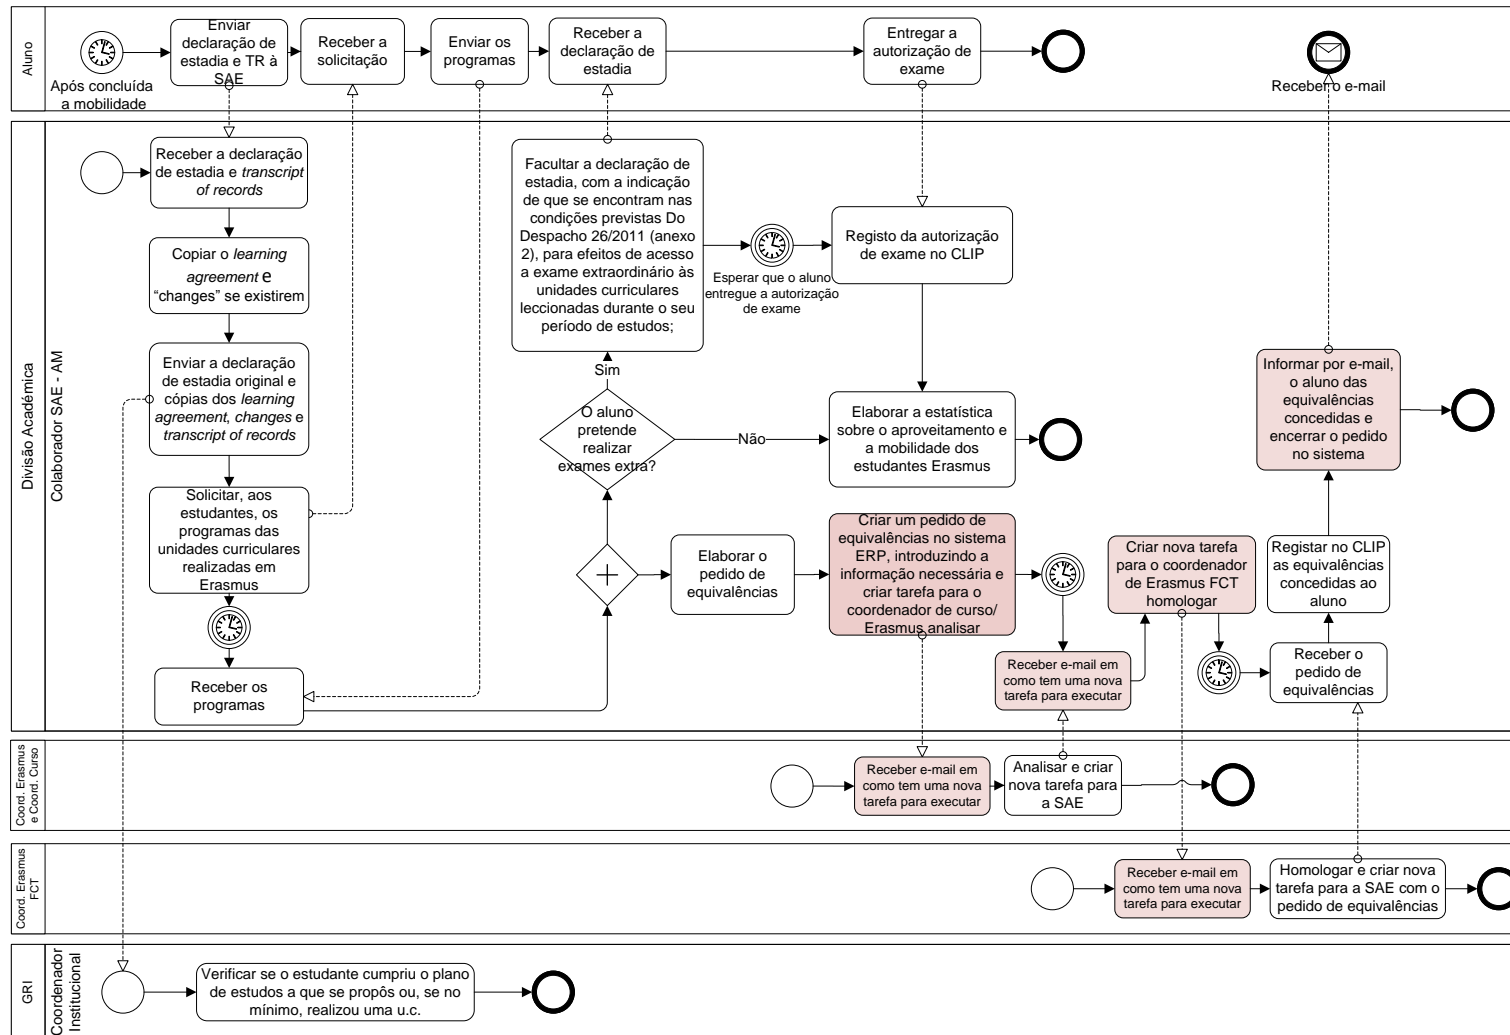 Aluno
Após concluída
a mobilidade
Enviar
declaração de
estadia e TR à
SAE
Receber a
solicitação
Enviar os
programas
Receber a
declaração de
estadia
Entregar a
autorização de
exame
Receber o e-mail
Divisão Académica
Colaborador SAE - AM
Receber a declaração
de estadia e transcript
of records
Copiar o learning
agreement e
“changes” se existirem
Enviar a declaração
de estadia original e
cópias dos learning
agreement, changes e
transcript of records
Solicitar, aos
estudantes, os
programas das
unidades curriculares
realizadas em
Erasmus
Receber os
programas
Facultar a declaração de
estadia, com a indicação
de que se encontram nas
condições previstas Do
Despacho 26/2011 (anexo
2), para efeitos de acesso
a exame extraordinário às
unidades curriculares
leccionadas durante o seu
período de estudos;
Sim
O aluno
pretende
realizar
exames extra?
Não
Esperar que o aluno
entregue a autorização
de exame
Registo da autorização
de exame no CLIP
Elaborar a estatística
sobre o aproveitamento e
a mobilidade dos
estudantes Erasmus
Elaborar o
pedido de
equivalências
Criar um pedido de
equivalências no sistema
ERP, introduzindo a
informação necessária e
criar tarefa para o
coordenador de curso/
Erasmus analisar
Receber e-mail em
como tem uma nova
tarefa para executar
Criar nova tarefa
para o coordenador
de Erasmus FCT
homologar
Informar por e-mail,
o aluno das
equivalências
concedidas e
encerrar o pedido
no sistema
Registar no CLIP
as equivalências
concedidas ao
aluno
Receber o
pedido de
equivalências
Coord. Erasmus
e Coord. Curso
Receber e-mail em
como tem uma nova
tarefa para executar
Analisar e criar
nova tarefa para
a SAE
Coord. Erasmus
FCT
Receber e-mail em
como tem uma nova
tarefa para executar
Homologar e criar nova
tarefa para a SAE com o
pedido de equivalências
GRI
Coordenador
Institucional
Verificar se o estudante cumpriu o plano
de estudos a que se propôs ou, se no
mínimo, realizou uma u.c.